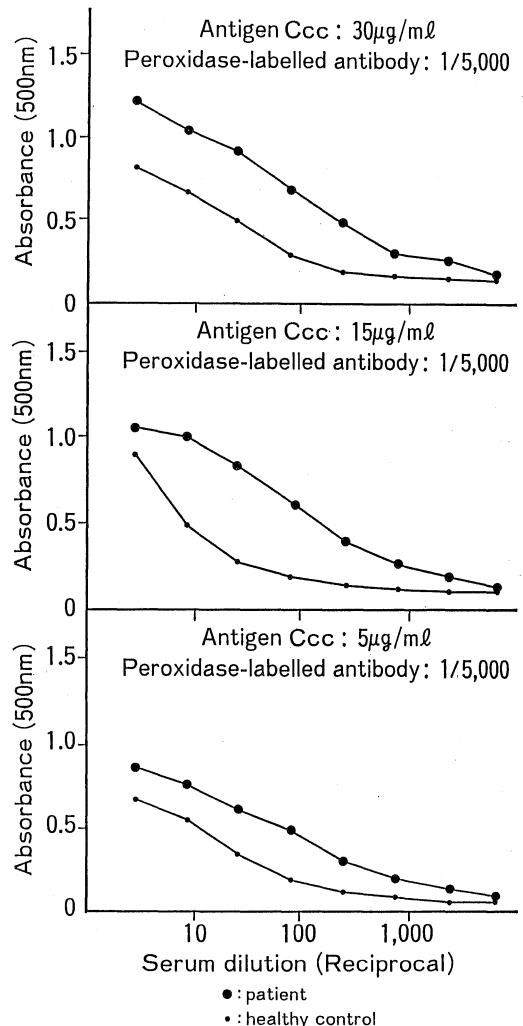 Antigen Ccc : 30μg/mℓ
Peroxidase-labelled antibody: 1/5,000
Absorbance (500nm)
1.5
1.0
0.5
0
Antigen Ccc : 15μg/mℓ
Peroxidase-labelled antibody: 1/5,000
Absorbance (500nm)
1.5
1.0
0.5
0
Antigen Ccc : 5μg/mℓ
Peroxidase-labelled antibody: 1/5,000
Absorbance (500nm)
1.5
1.0
0.5
0
10 100 1,000
Serum dilution (Reciprocal)
● : patient
• : healthy control